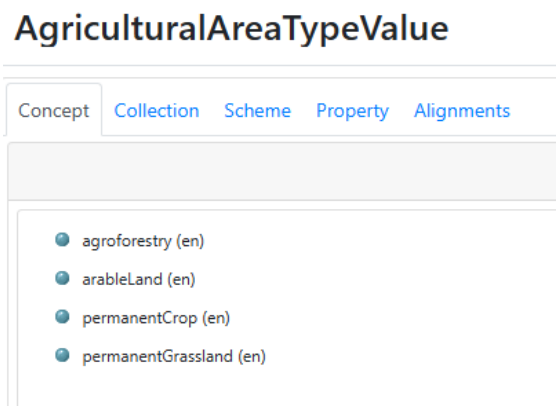 AgriculturalAreaTypeValue
Concept Collection Scheme Property Alignments
agroforestry (en)
arableLand (en)
permanentCrop (en)
permanentGrassland (en)